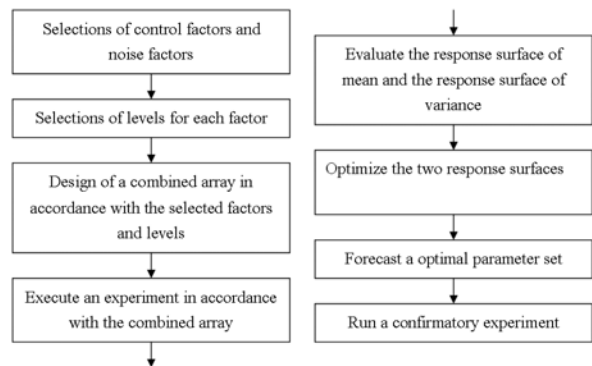 Selections of control factors and
noise factors
Selections of levels for each factor
Design of a combined array in
accordance with the selected factors
and levels
Execute an experiment in accordance
with the combined array
Evaluate the response surface of
mean and the response surface of
variance
Optimize the two response surfaces
Forecast a optimal parameter set
Run a confirmatory experiment